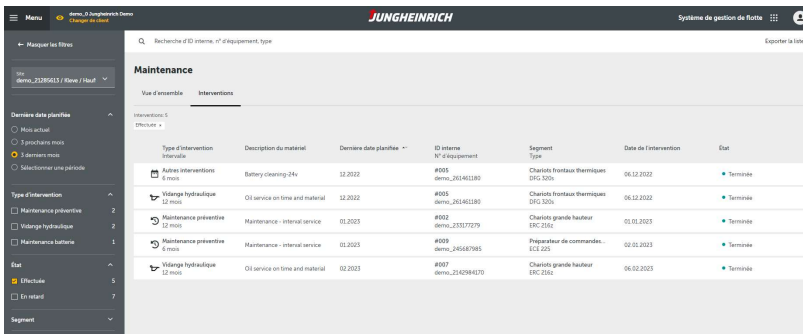 Menu
demo_0 Jungheinrich Demo
Changer de client
JUNGHEINRICH
Système de gestion de flotte
← Masquer les filtres
Recherche d'ID interne, n° d'équipement, type
Exporter la liste
Site
demo_21285613 / Kleve / Hauf
Maintenance
Vue d'ensemble Interventions
Interventions: 5
Effectuée
Dernière date planifiée
Mois actuel
3 prochains mois
3 derniers mois
Sélectionner une période
Type d'intervention
Maintenance préventive 2
Vidange hydraulique 2
Maintenance batterie 1
État
Effectuée 5
En retard 7
Segment
Type d'intervention Description du matériel Dernière date planifiée ID interne Segment Date de l'intervention État
Intervalle N° d'équipement Type
Autres interventions Battery cleaning-24v 12.2022 #005 Chariots frontaux thermiques 06.12.2022 Terminée
6 mois demo_261461180 DFG 320s
Vidange hydraulique Oil service on time and material 12.2022 #005 Chariots frontaux thermiques 06.12.2022 Terminée
12 mois demo_261461180 DFG 320s
Maintenance préventive Maintenance - interval service 01.2023 #002 Chariots grande hauteur 01.01.2023 Terminée
12 mois demo_233177279 ERC 216z
Maintenance préventive Maintenance - interval service 01.2023 #009 Préparateur de commandes... 02.01.2023 Terminée
6 mois demo_245687985 ECE 225
Vidange hydraulique Oil service on time and material 02.2023 #007 Chariots grande hauteur 06.02.2023 Terminée
12 mois demo_2142984170 ERC 216z